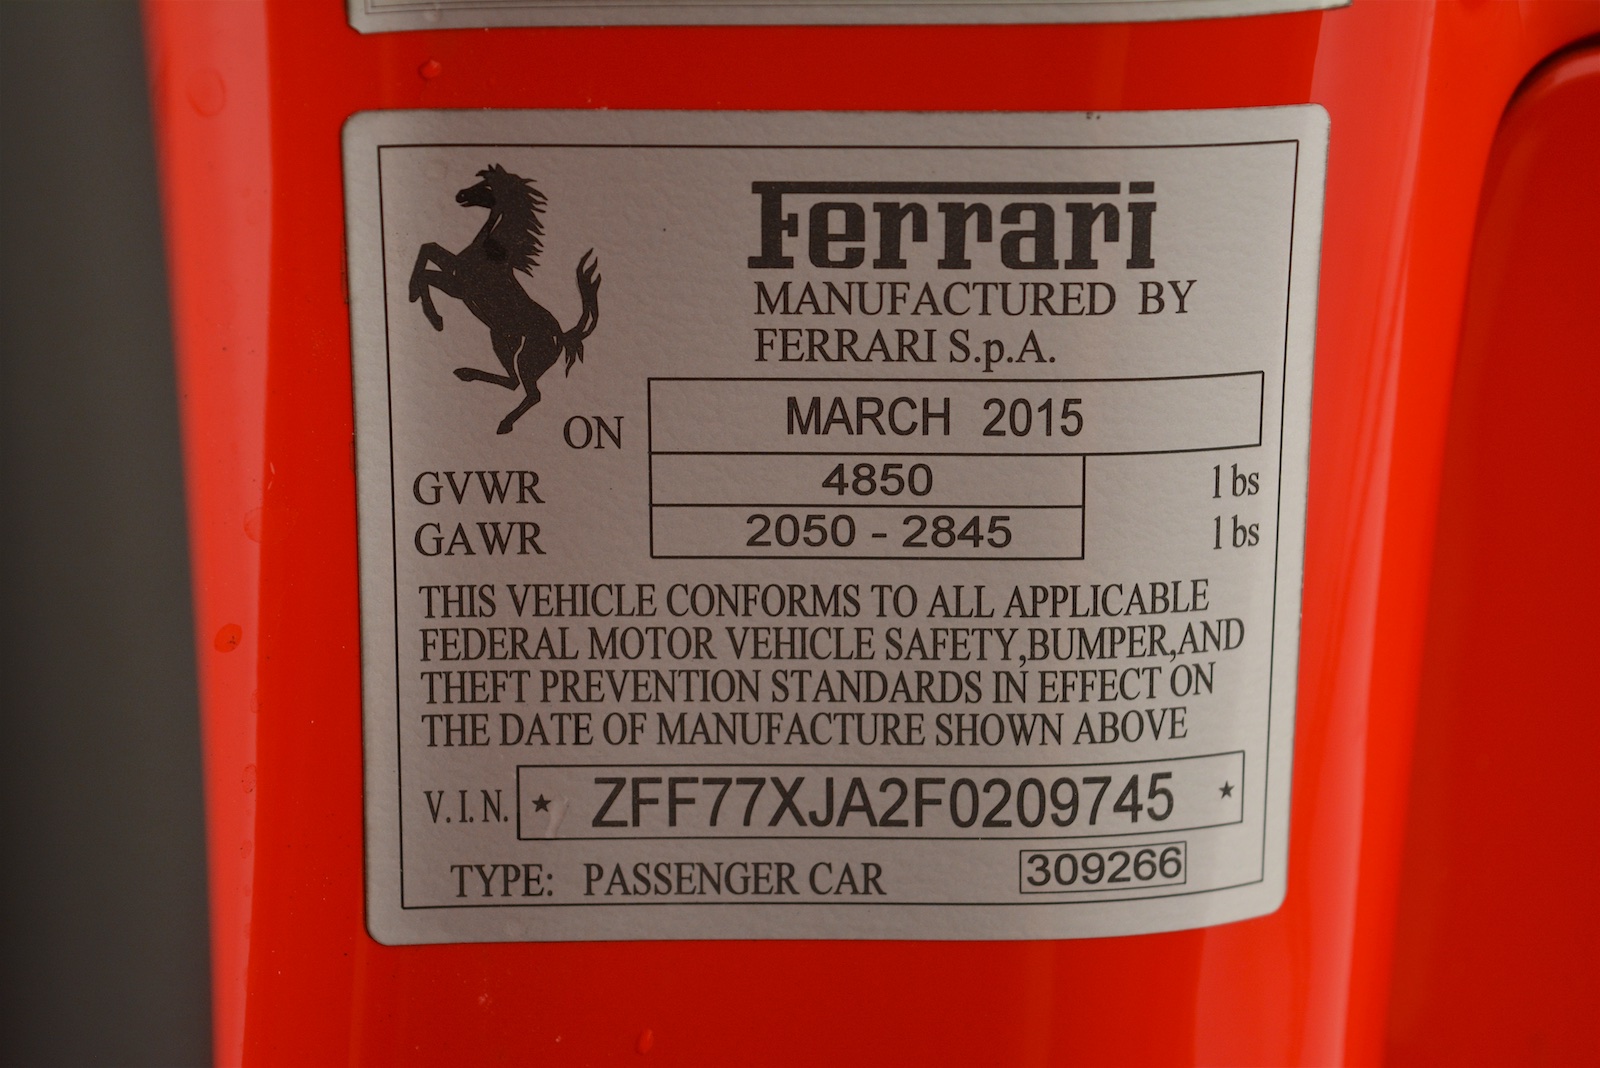 Ferrari
MANUFACTURED BY
FERRARI S.p.A.
ON MARCH 2015
GVWR 4850 lbs
GAWR 2050 - 2845 lbs
THIS VEHICLE CONFORMS TO ALL APPLICABLE
FEDERAL MOTOR VEHICLE SAFETY,BUMPER,AND
THEFT PREVENTION STANDARDS IN EFFECT ON
THE DATE OF MANUFACTURE SHOWN ABOVE
V.I.N. ★ ZFF77XJA2F0209745 ★
TYPE: PASSENGER CAR 309266